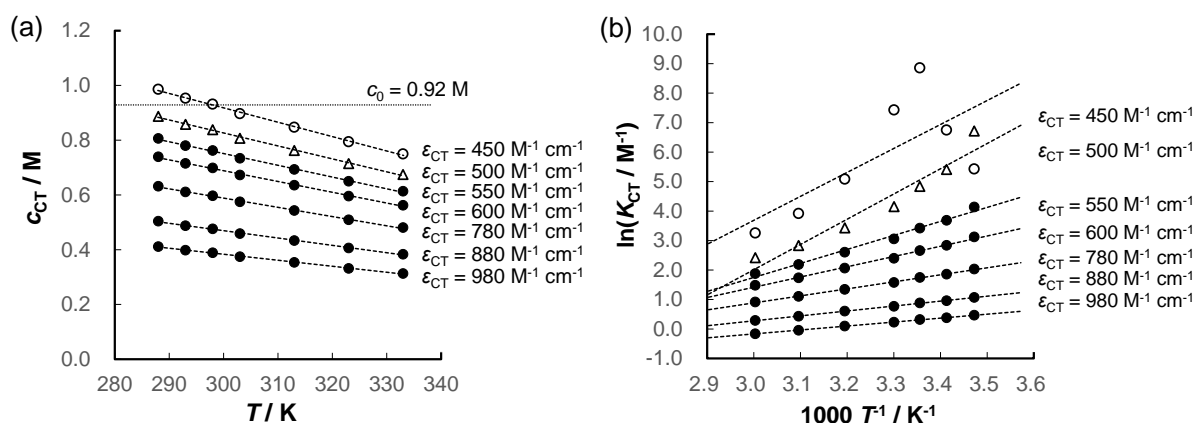 (a)
c_CT / M
1.2
1.0
0.8
0.6
0.4
0.2
0.0
c₀ = 0.92 M
ε_CT = 450 M⁻¹ cm⁻¹
ε_CT = 500 M⁻¹ cm⁻¹
ε_CT = 550 M⁻¹ cm⁻¹
ε_CT = 600 M⁻¹ cm⁻¹
ε_CT = 780 M⁻¹ cm⁻¹
ε_CT = 880 M⁻¹ cm⁻¹
ε_CT = 980 M⁻¹ cm⁻¹
280 290 300 310 320 330 340
T / K
(b)
ln(K_CT / M⁻¹)
10.0
9.0
8.0
7.0
6.0
5.0
4.0
3.0
2.0
1.0
0.0
-1.0
ε_CT = 450 M⁻¹ cm⁻¹
ε_CT = 500 M⁻¹ cm⁻¹
ε_CT = 550 M⁻¹ cm⁻¹
ε_CT = 600 M⁻¹ cm⁻¹
ε_CT = 780 M⁻¹ cm⁻¹
ε_CT = 880 M⁻¹ cm⁻¹
ε_CT = 980 M⁻¹ cm⁻¹
2.9 3.0 3.1 3.2 3.3 3.4 3.5 3.6
1000 T⁻¹ / K⁻¹